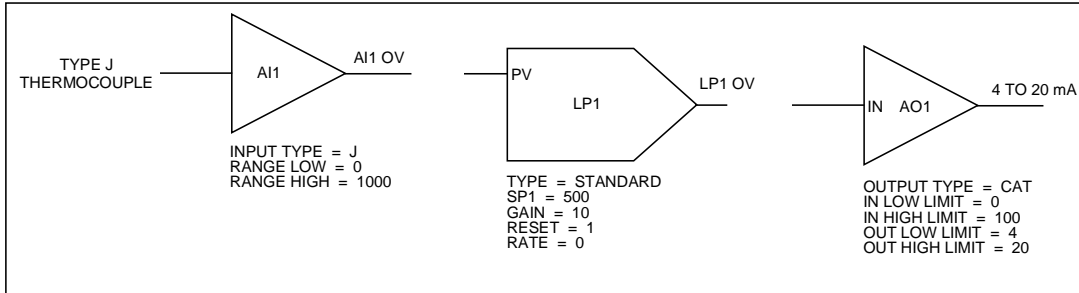 TYPE J
THERMOCOUPLE
AI1
AI1 OV
INPUT TYPE = J
RANGE LOW = 0
RANGE HIGH = 1000
PV
LP1
LP1 OV
TYPE = STANDARD
SP1 = 500
GAIN = 10
RESET = 1
RATE = 0
IN AO1
4 TO 20 mA
OUTPUT TYPE = CAT
IN LOW LIMIT = 0
IN HIGH LIMIT = 100
OUT LOW LIMIT = 4
OUT HIGH LIMIT = 20